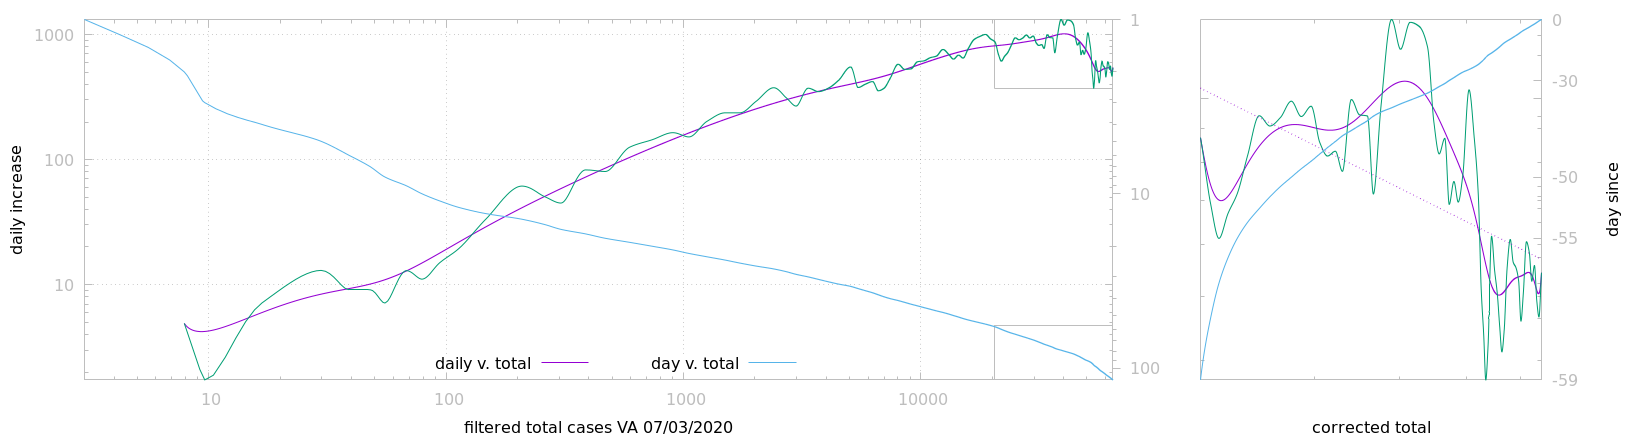 1000
100
10
daily increase
1
10
100
daily v. total
day v. total
10
100
1000
10000
filtered total cases VA 07/03/2020
0
-30
-50
-55
-59
day since
corrected total